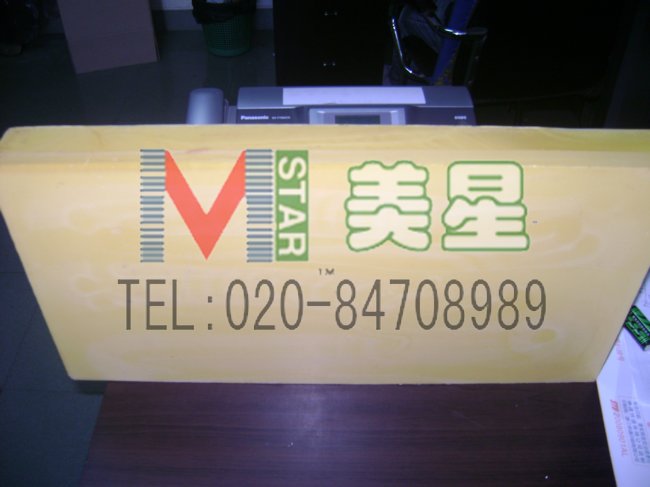 Panasonic
M STAR 美星
TM
TEL:020-84708989